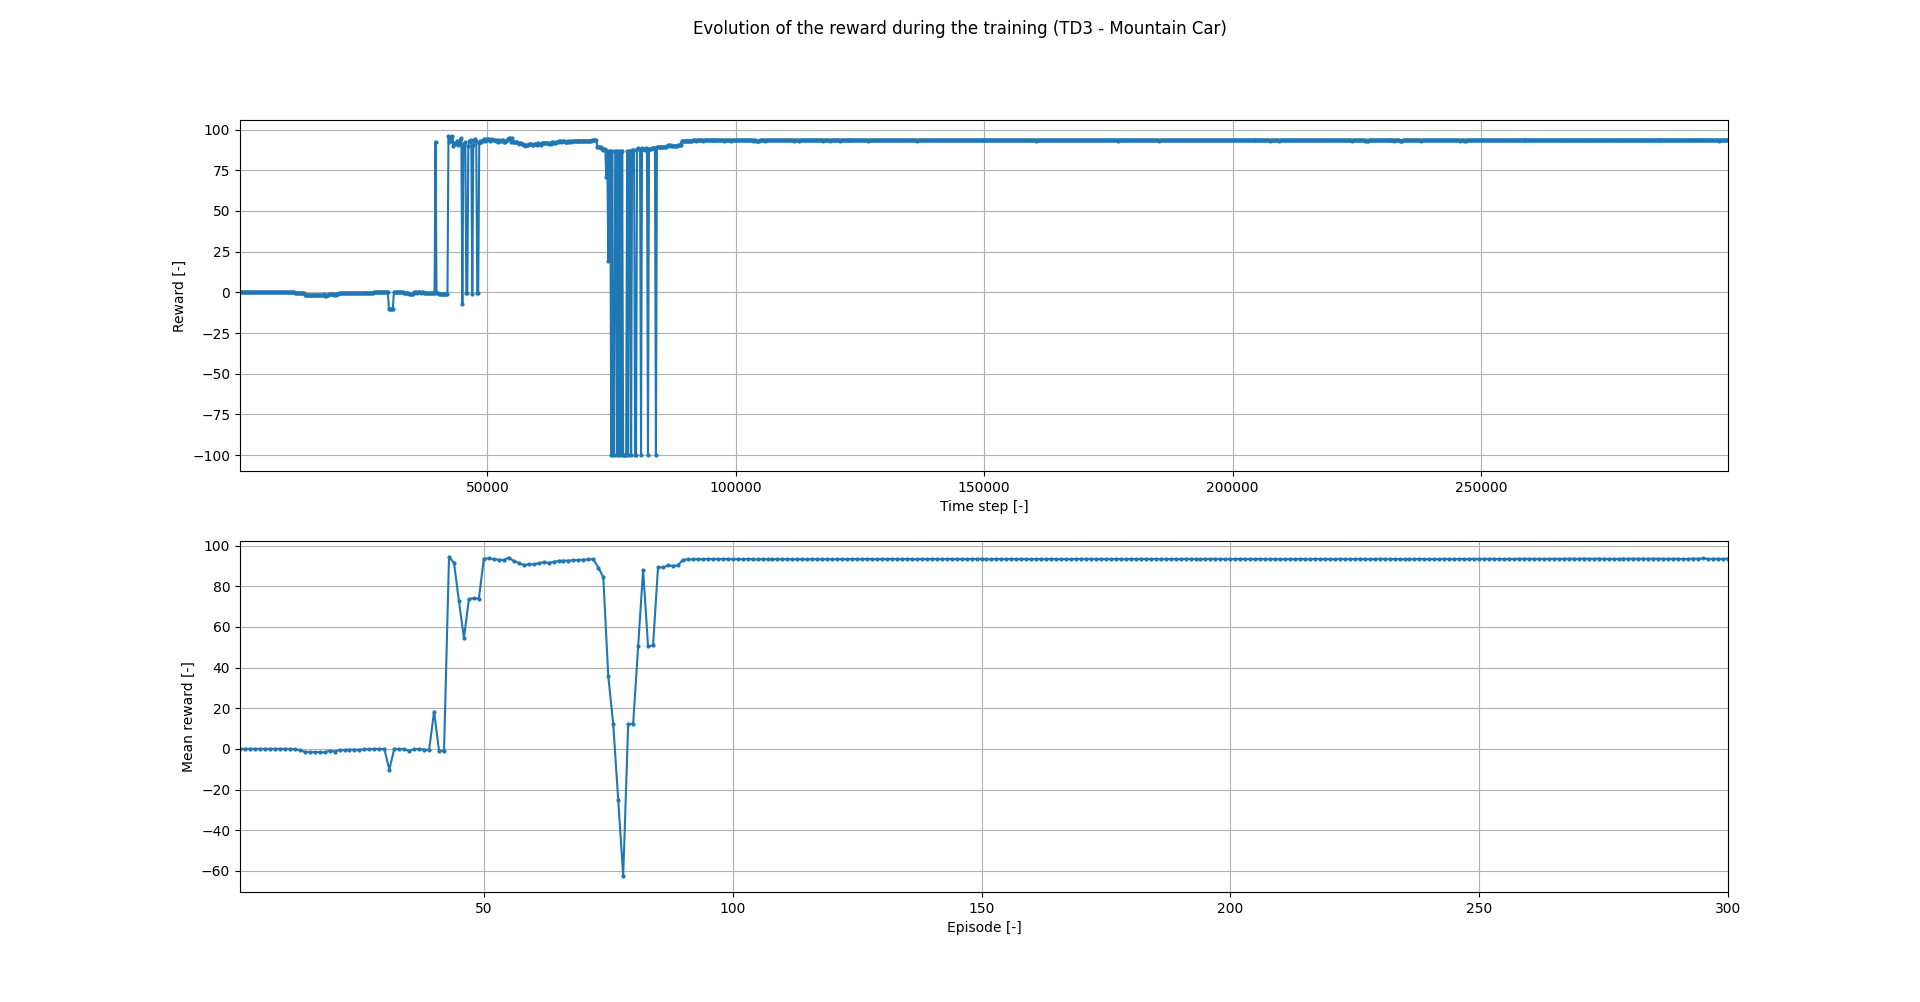 Evolution of the reward during the training (TD3 - Mountain Car)
100
75
50
25
0
−25
−50
−75
−100
Reward [-]
50000 100000 150000 200000 250000
Time step [-]
100
80
60
40
20
0
−20
−40
−60
Mean reward [-]
50 100 150 200 250 300
Episode [-]